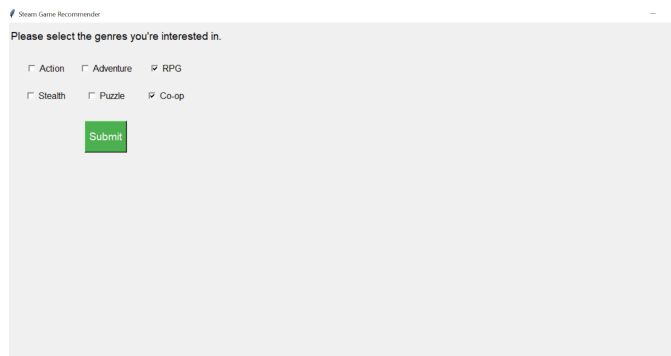 Steam Game Recommender
Please select the genres you're interested in.
Action Adventure RPG
Stealth Puzzle Co-op
Submit